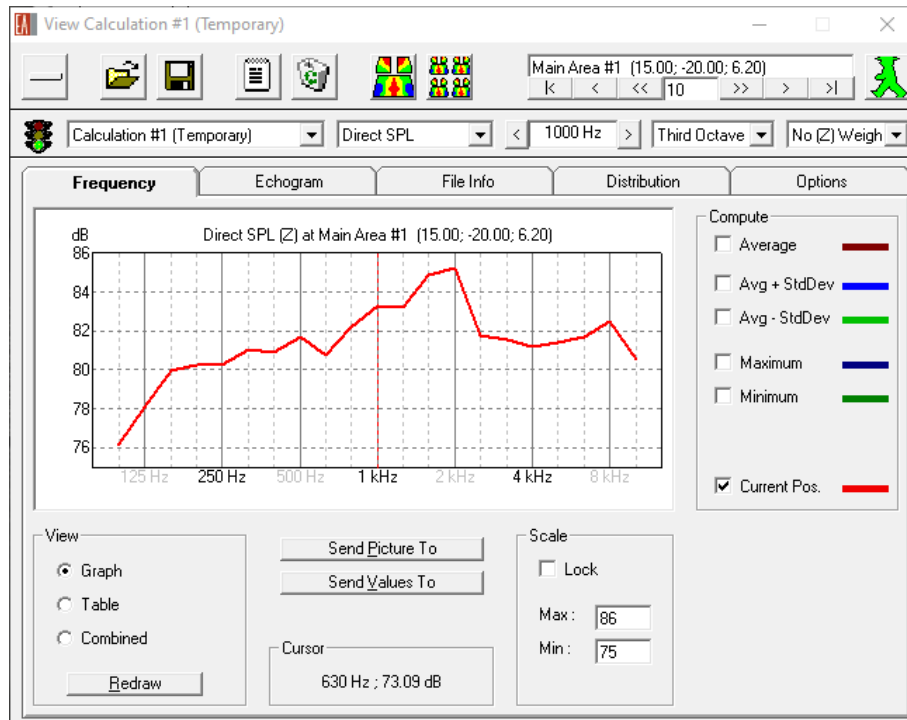 View Calculation #1 (Temporary)
Main Area #1 (15.00; -20.00; 6.20)
|< < << 10 >> > >|
Calculation #1 (Temporary) Direct SPL < 1000 Hz > Third Octave No (Z) Weigh
Frequency Echogram File Info Distribution Options
dB Direct SPL (Z) at Main Area #1 (15.00; -20.00; 6.20)
86
84
82
80
78
76
125 Hz 250 Hz 500 Hz 1 kHz 2 kHz 4 kHz 8 kHz
Compute
Average
Avg + StdDev
Avg - StdDev
Maximum
Minimum
Current Pos.
View
Graph
Table
Combined
Redraw
Send Picture To
Send Values To
Cursor
630 Hz ; 73.09 dB
Scale
Lock
Max : 86
Min : 75